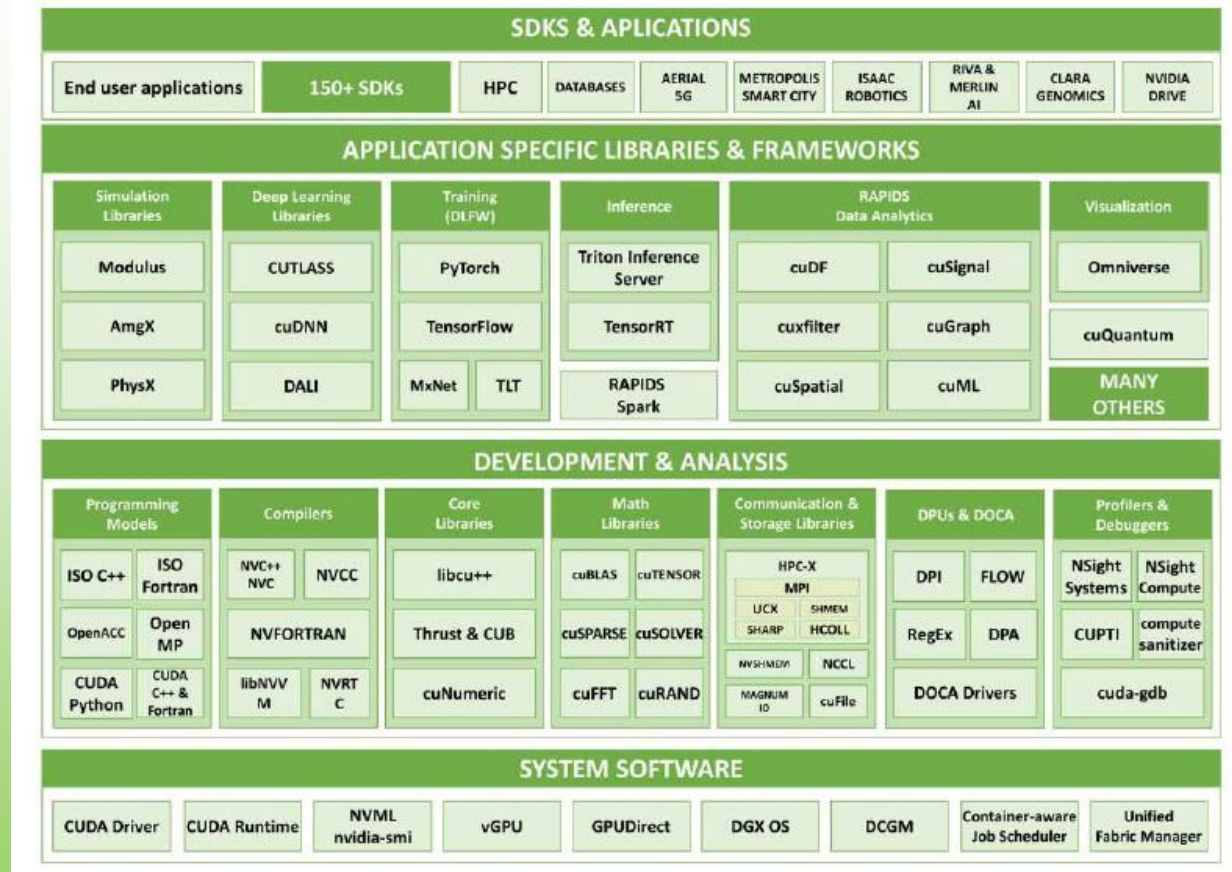 SDKS & APLICATIONS
End user applications
150+ SDKs
HPC
DATABASES
AERIAL
5G
METROPOLIS
SMART CITY
ISAAC
ROBOTICS
RIVA &
MERLIN
AI
CLARA
GENOMICS
NVIDIA
DRIVE
APPLICATION SPECIFIC LIBRARIES & FRAMEWORKS
Simulation
Libraries
Modulus
AmgX
PhysX
Deep Learning
Libraries
CUTLASS
cuDNN
DALI
Training
(DLFW)
PyTorch
TensorFlow
MxNet
TLT
Inference
Triton Inference
Server
TensorRT
RAPIDS
Spark
RAPIDS
Data Analytics
cuDF
cuSignal
cuxfilter
cuGraph
cuSpatial
cuML
Visualization
Omniverse
cuQuantum
MANY
OTHERS
DEVELOPMENT & ANALYSIS
Programming
Models
ISO C++
ISO
Fortran
OpenACC
Open
MP
CUDA
Python
CUDA
C++ &
Fortran
Compilers
NVC++
NVC
NVCC
NVFORTRAN
libNVV
M
NVRT
C
Core
Libraries
libcu++
Thrust & CUB
cuNumeric
Math
Libraries
cuBLAS
cuTENSOR
cuSPARSE
cuSOLVER
cuFFT
cuRAND
Communication &
Storage Libraries
HPC-X
MPI
UCX
SHMEM
SHARP
HCOLL
NVSHMEM
NCCL
MAGNUM
IO
cuFile
DPUs & DOCA
DPI
FLOW
RegEx
DPA
DOCA Drivers
Profilers &
Debuggers
NSight
Systems
NSight
Compute
CUPTI
compute
sanitizer
cuda-gdb
SYSTEM SOFTWARE
CUDA Driver
CUDA Runtime
NVML
nvidia-smi
vGPU
GPUDirect
DGX OS
DCGM
Container-aware
Job Scheduler
Unified
Fabric Manager